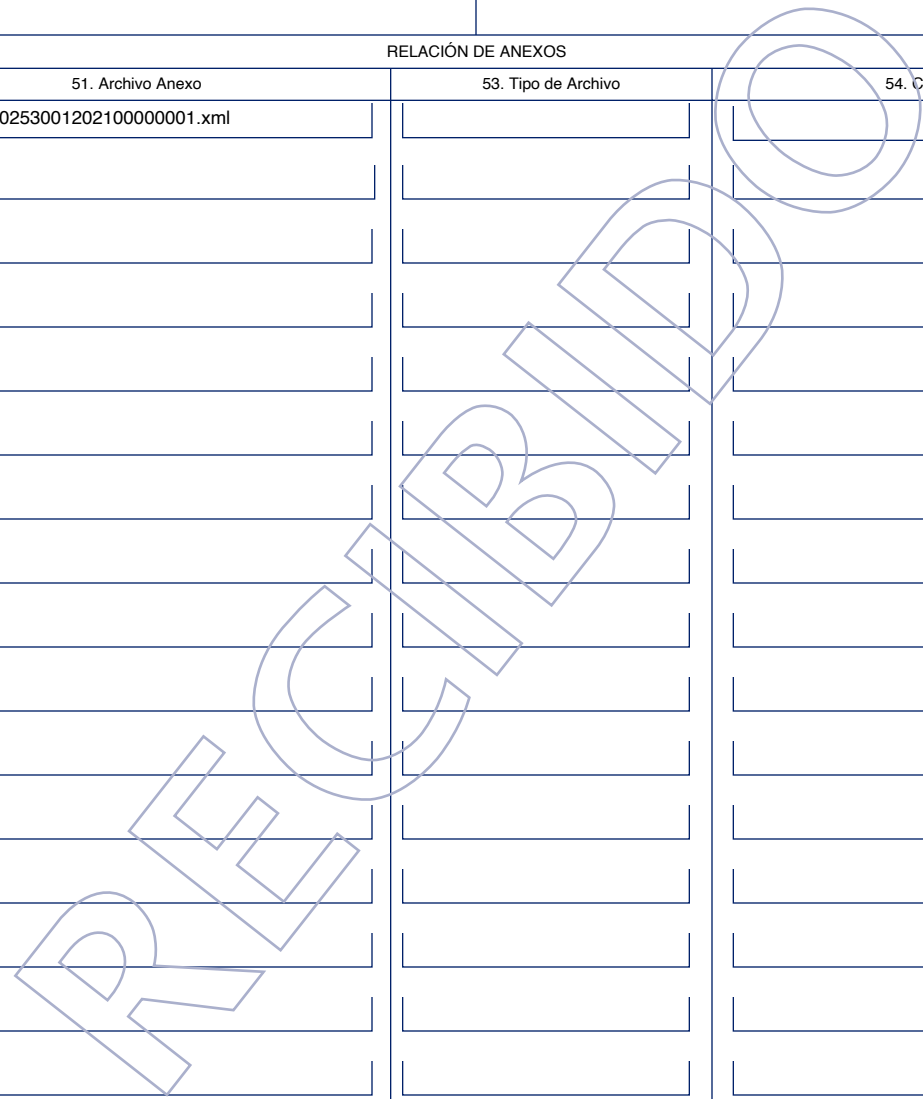 RELACIÓN DE ANEXOS
51. Archivo Anexo 53. Tipo de Archivo 54.
0253001202100000001.xml
RECIBIDO